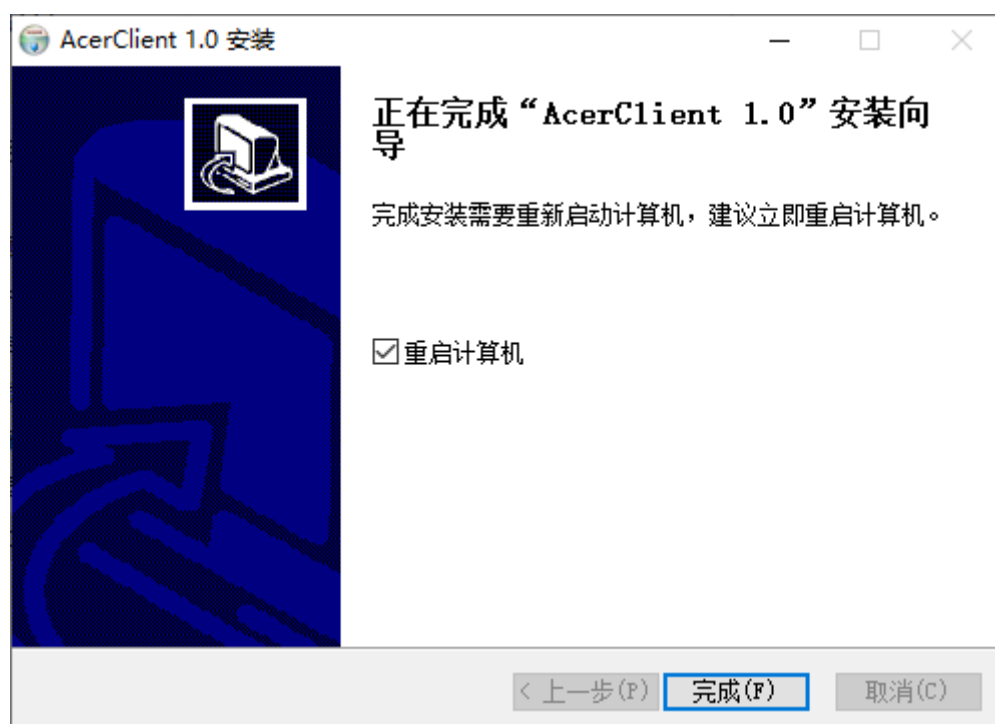 AcerClient 1.0 安装
正在完成“AcerClient 1.0”安装向
导
完成安装需要重新启动计算机，建议立即重启计算机。
重启计算机
< 上一步(P)
完成(F)
取消(C)